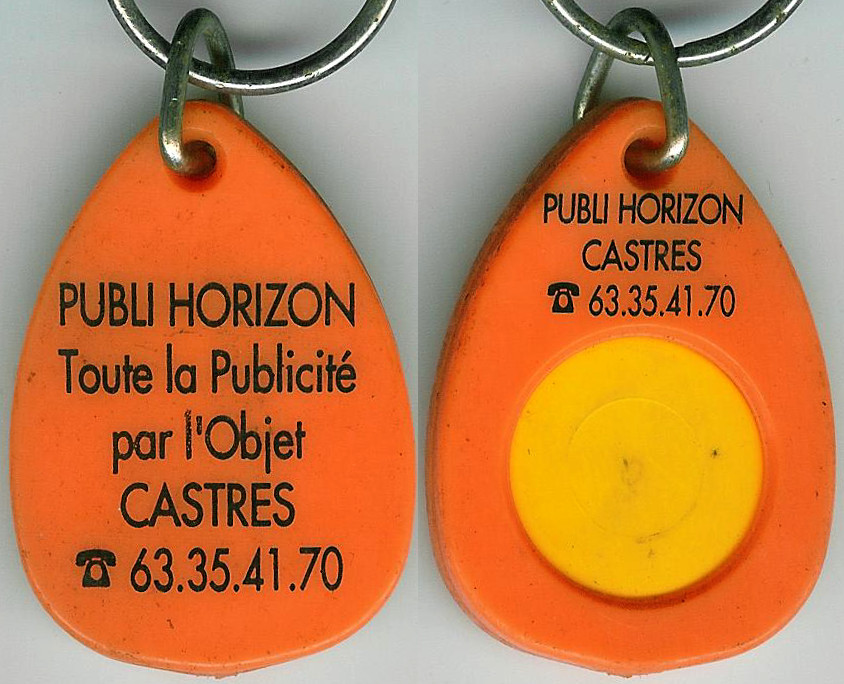 PUBLI HORIZON
Toute la Publicité
par l'Objet
CASTRES
☎ 63.35.41.70
PUBLI HORIZON
CASTRES
☎ 63.35.41.70